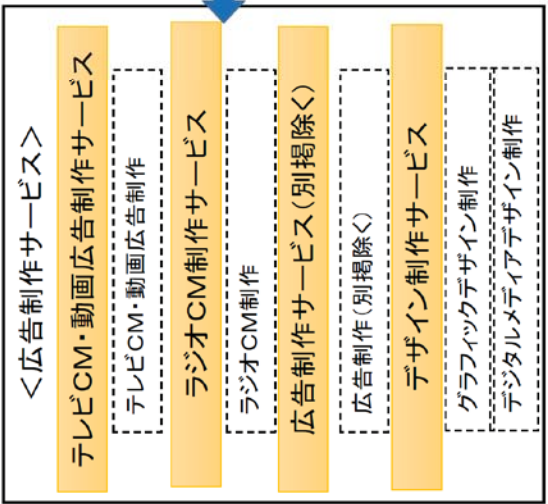 ＜広告制作サービス＞
テレビCM・動画広告制作サービス
テレビCM・動画広告制作
ラジオCM制作サービス
ラジオCM制作
広告制作サービス（別掲除く）
広告制作（別掲除く）
デザイン制作サービス
グラフィックデザイン制作
デジタルメディアデザイン制作